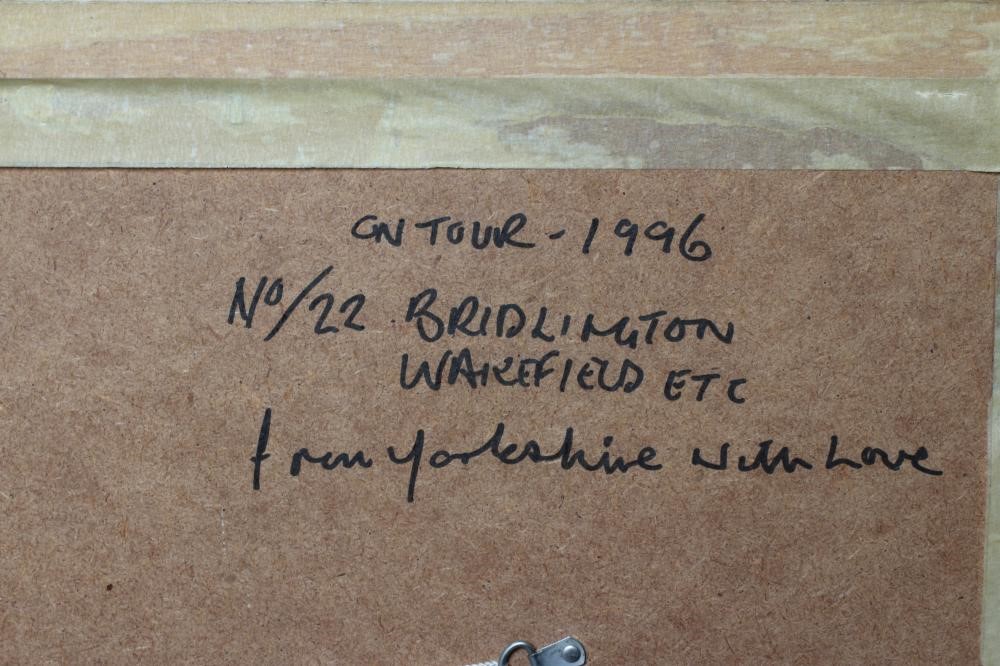 ON TOUR - 1996
No/22 BRIDLINGTON
WAKEFIELD ETC
from Yorkshire with Love